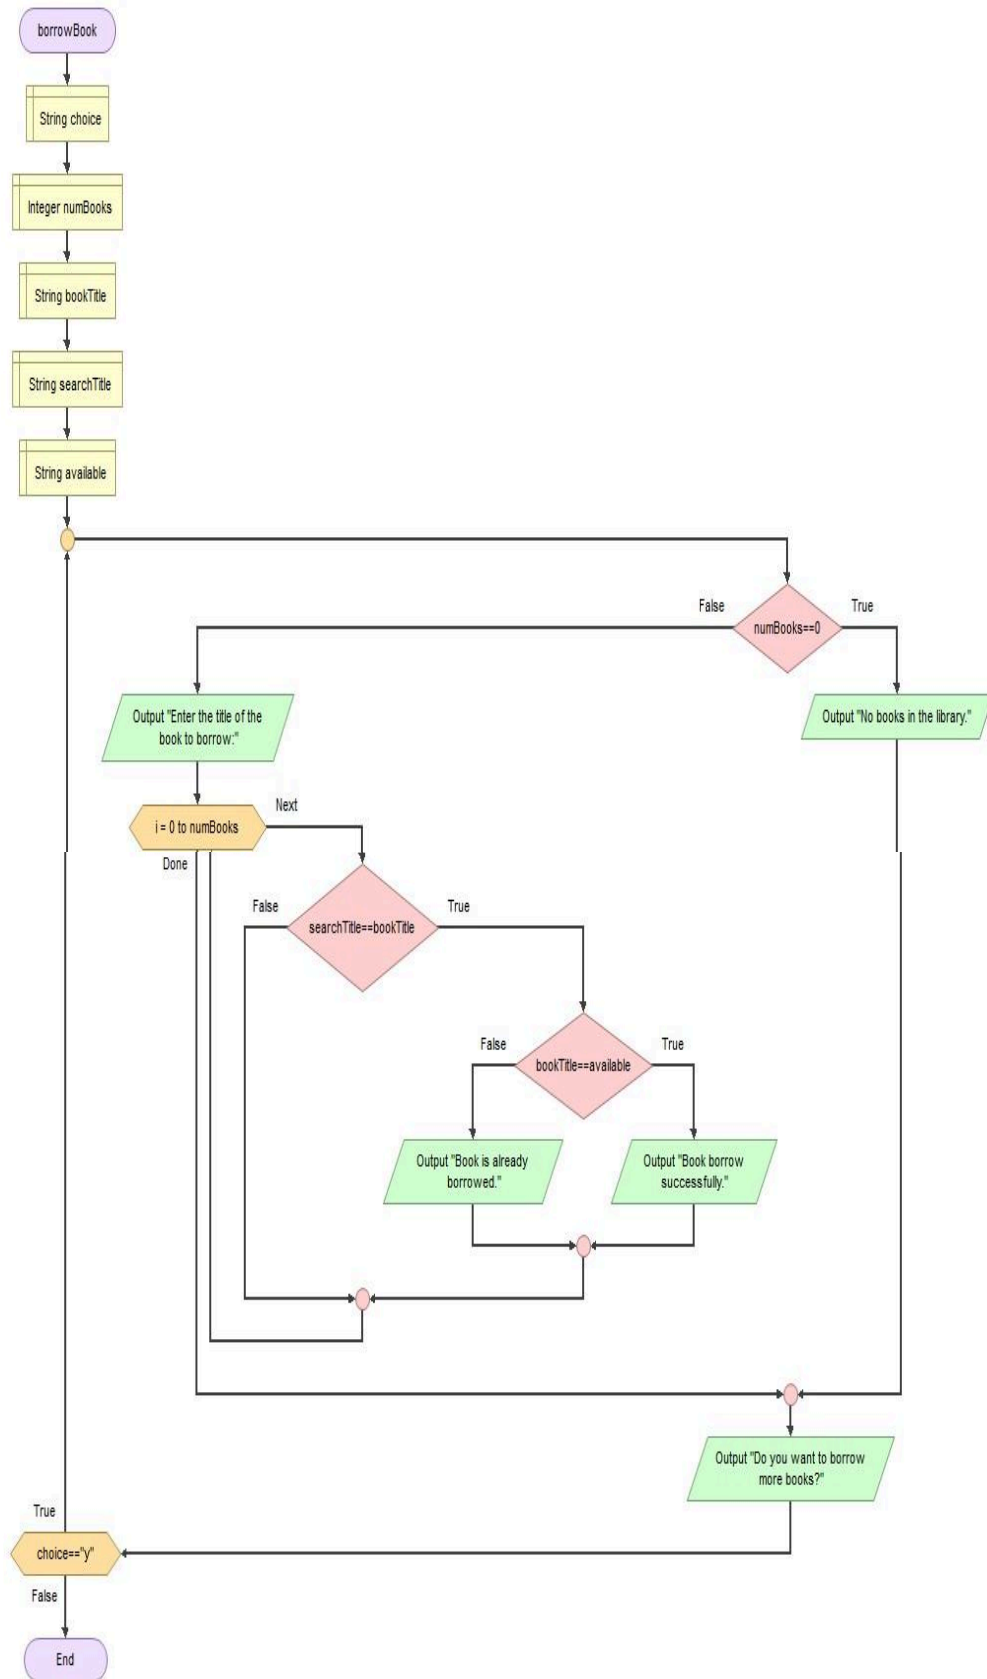 borrowBook
String choice
Integer numBooks
String bookTitle
String searchTitle
String available
False
True
numBooks==0
Output "Enter the title of the
book to borrow:"
Output "No books in the library."
Next
i = 0 to numBooks
Done
False
True
searchTitle==bookTitle
False
True
bookTitle==available
Output "Book is already
borrowed."
Output "Book borrow
successfully."
Output "Do you want to borrow
more books?"
True
choice=="y"
False
End